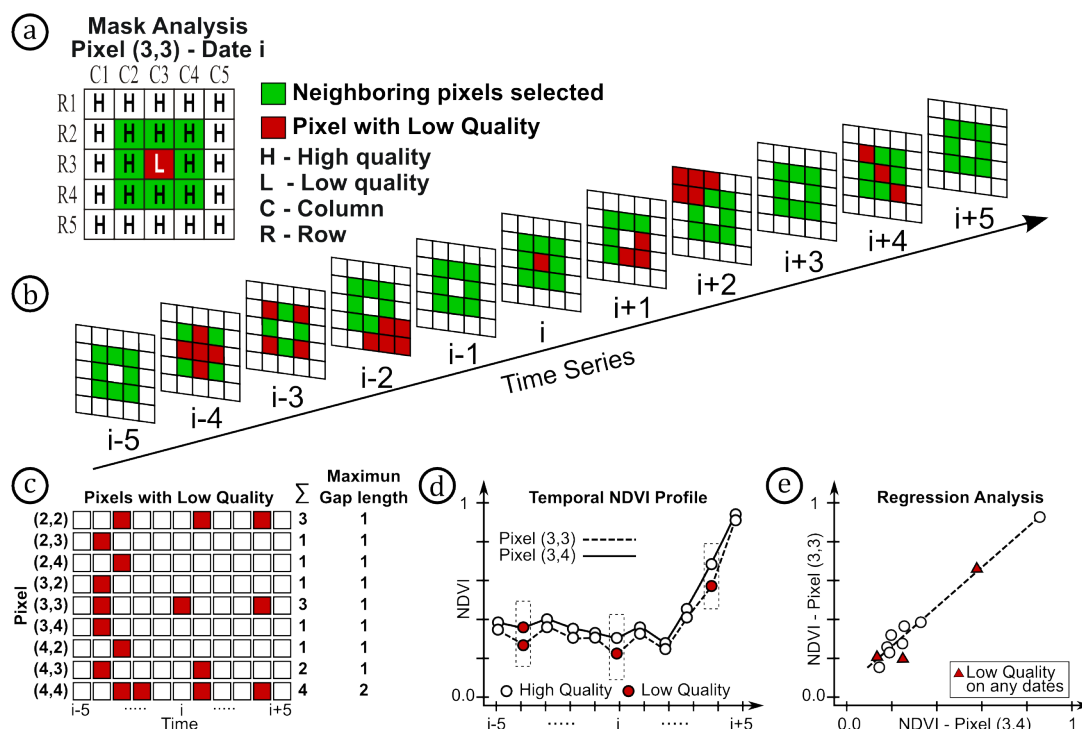 a
Mask Analysis
Pixel (3,3) - Date i
C1 C2 C3 C4 C5
R1 H H H H H
R2 H H H H H
R3 H H L H H
R4 H H H H H
R5 H H H H H
Neighboring pixels selected
Pixel with Low Quality
H - High quality
L - Low quality
C - Column
R - Row
b
i-5
i-4
i-3
i-2
i-1
i
i+1
i+2
i+3
i+4
i+5
Time Series
c
Pixels with Low Quality
∑
Maximun
Gap length
Pixel
(2,2) 3 1
(2,3) 1 1
(2,4) 1 1
(3,2) 1 1
(3,3) 3 1
(3,4) 1 1
(4,2) 1 1
(4,3) 2 1
(4,4) 4 2
i-5 ..... i ..... i+5
Time
d
Temporal NDVI Profile
1
Pixel (3,3)
Pixel (3,4)
NDVI
0.0
High Quality Low Quality
i-5 ..... i ..... i+5
e
Regression Analysis
1
NDVI - Pixel (3,3)
Low Quality
on any dates
0.0
0.0 1
NDVI - Pixel (3,4)